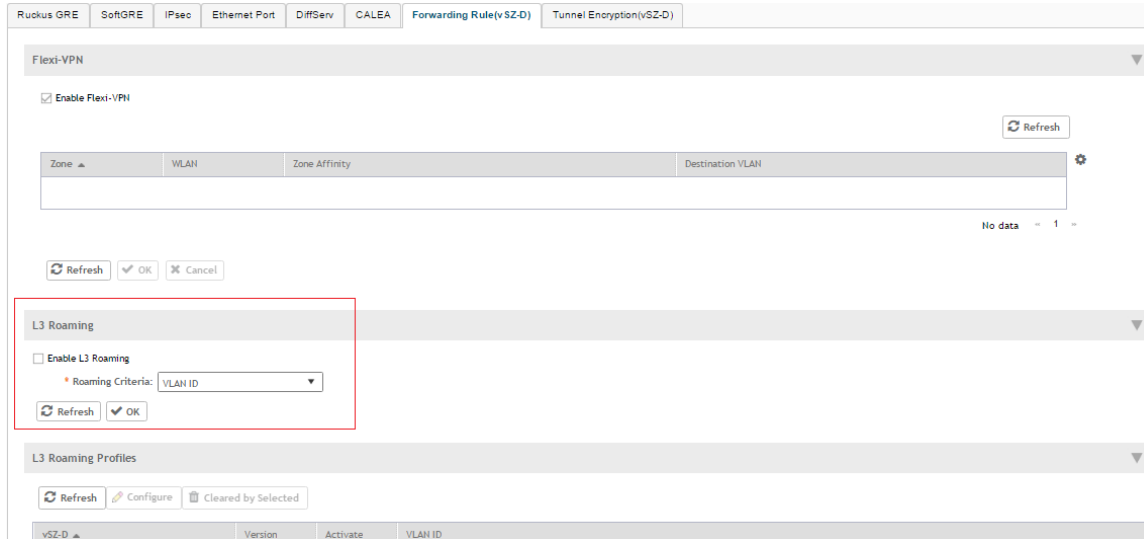 Ruckus GRE SoftGRE IPsec Ethernet Port DiffServ CALEA Forwarding Rule(vSZ-D) Tunnel Encryption(vSZ-D)
Flexi-VPN
Enable Flexi-VPN
Refresh
Zone WLAN Zone Affinity Destination VLAN
No data 1
Refresh OK Cancel
L3 Roaming
Enable L3 Roaming
* Roaming Criteria: VLAN ID
Refresh OK
L3 Roaming Profiles
Refresh Configure Cleared by Selected
vSZ-D Version Activate VLAN ID